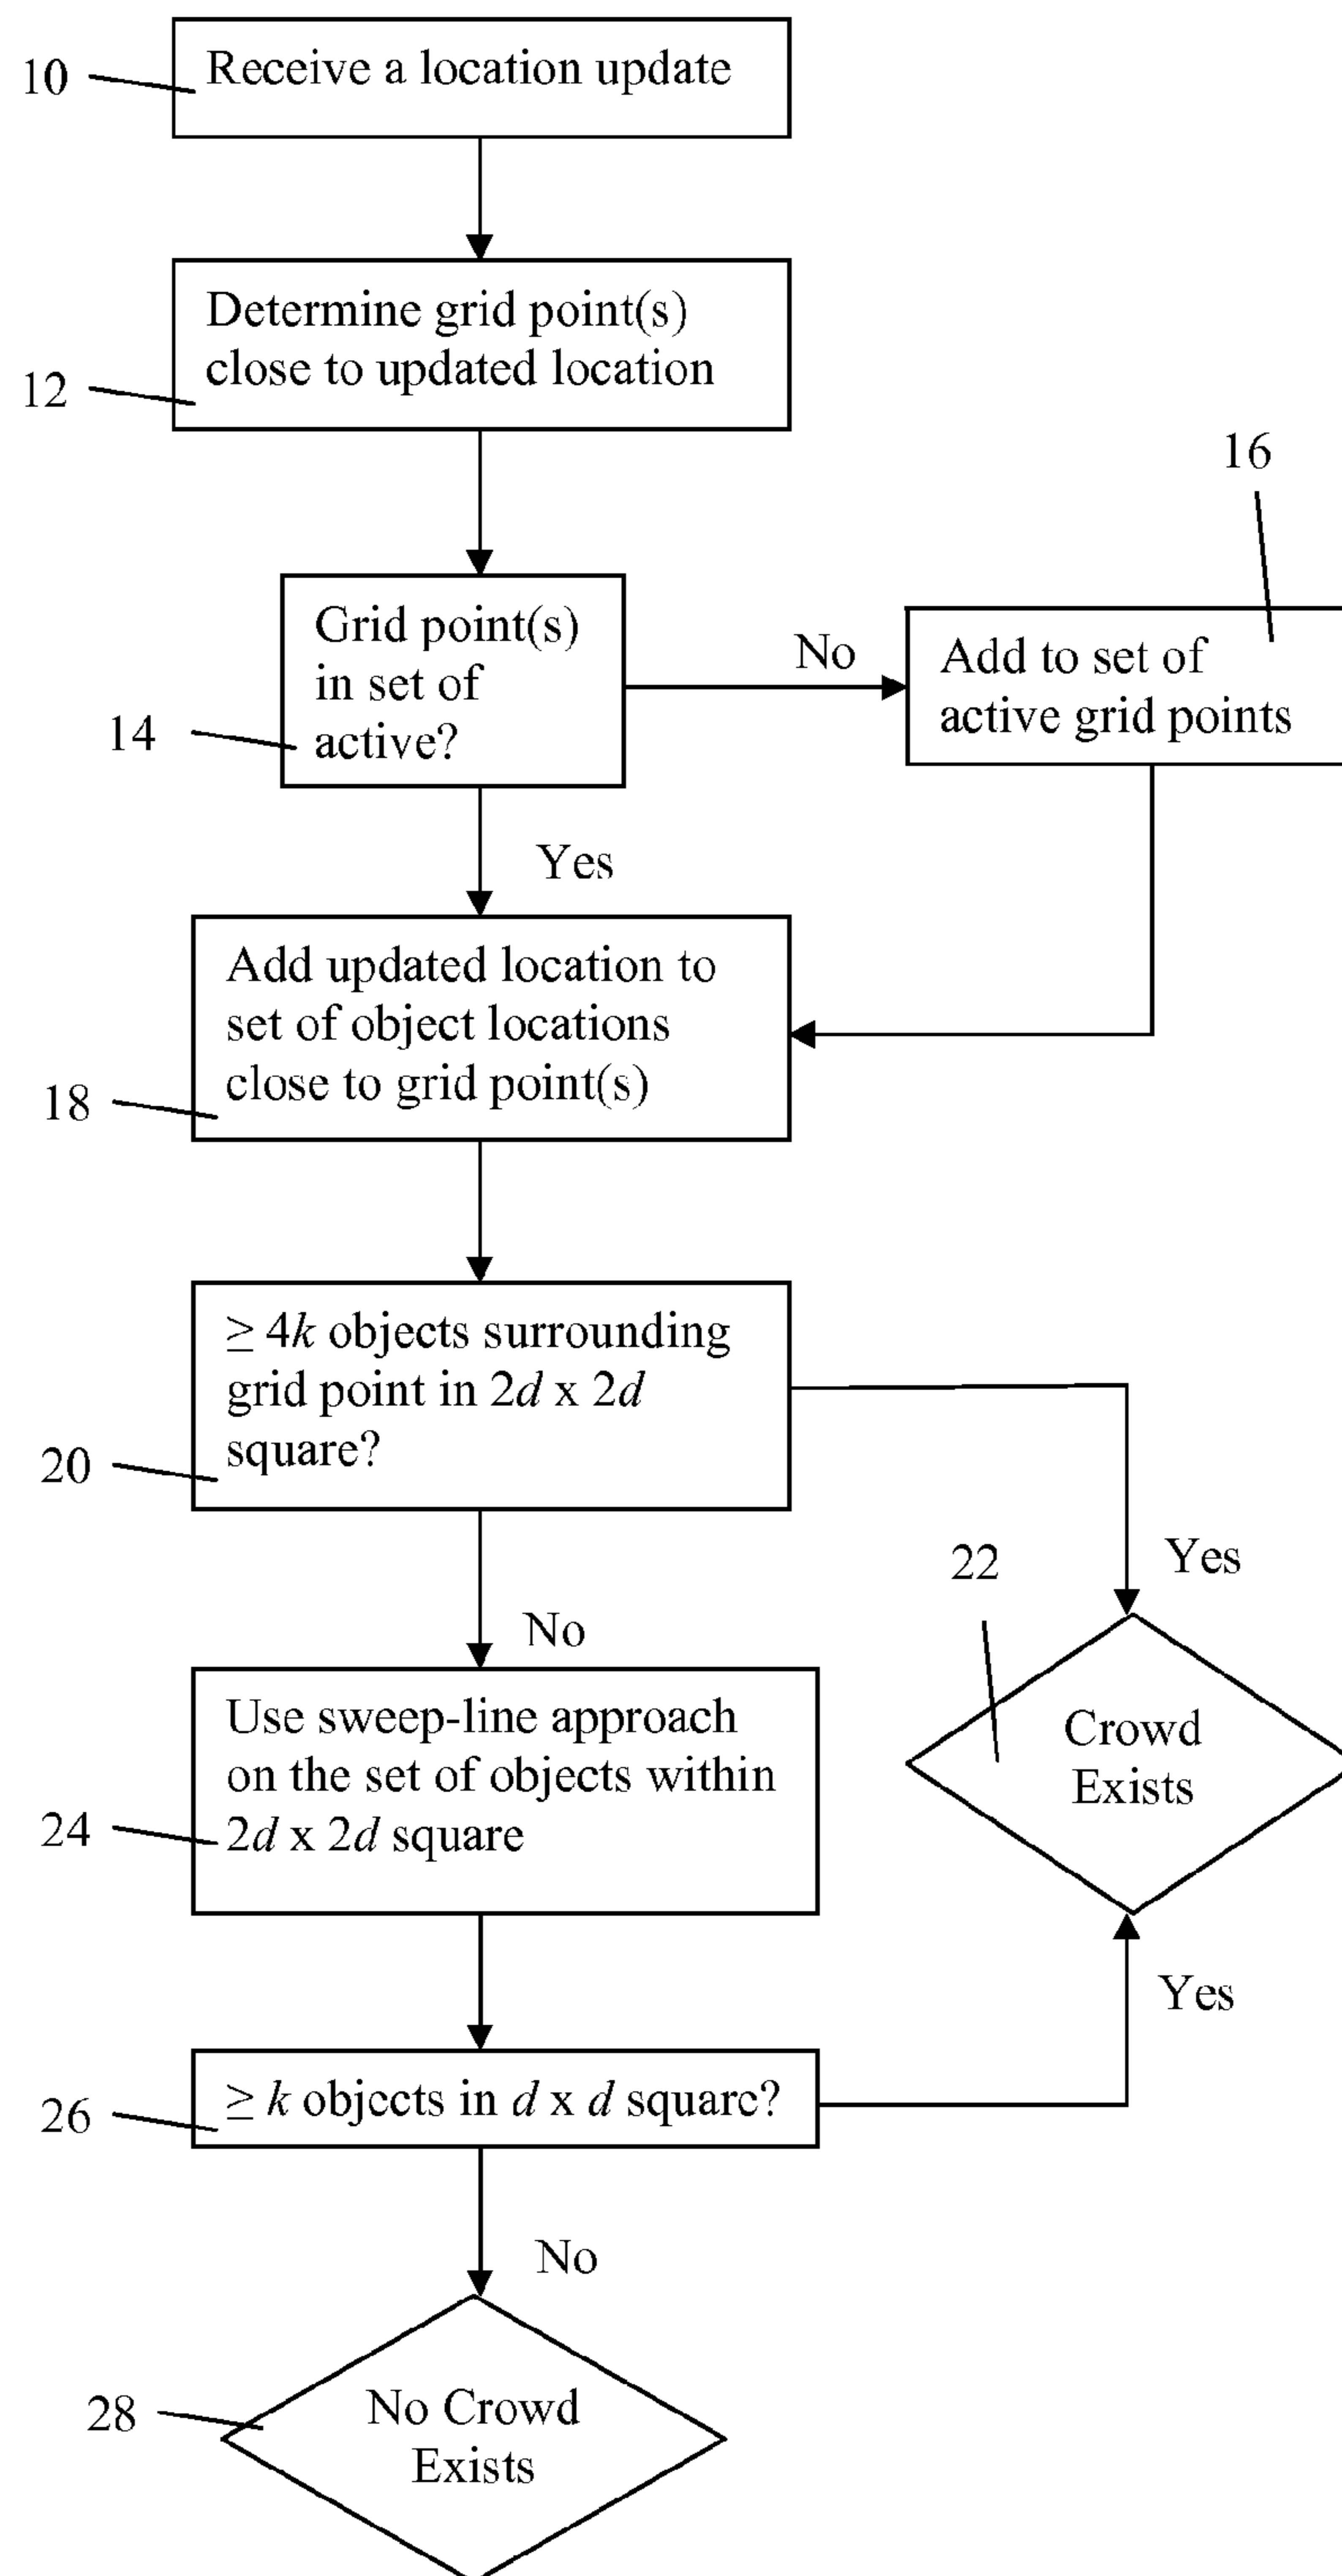 10
Receive a location update
Determine grid point(s)
close to updated location
12
16
Grid point(s)
in set of
active?
14
No
Add to set of
active grid points
Yes
Add updated location to
set of object locations
close to grid point(s)
18
≥ 4k objects surrounding
grid point in 2d x 2d
square?
20
Yes
22
No
Crowd
Exists
Use sweep-line approach
on the set of objects within
2d x 2d square
24
Yes
≥ k objects in d x d square?
26
No
No Crowd
Exists
28